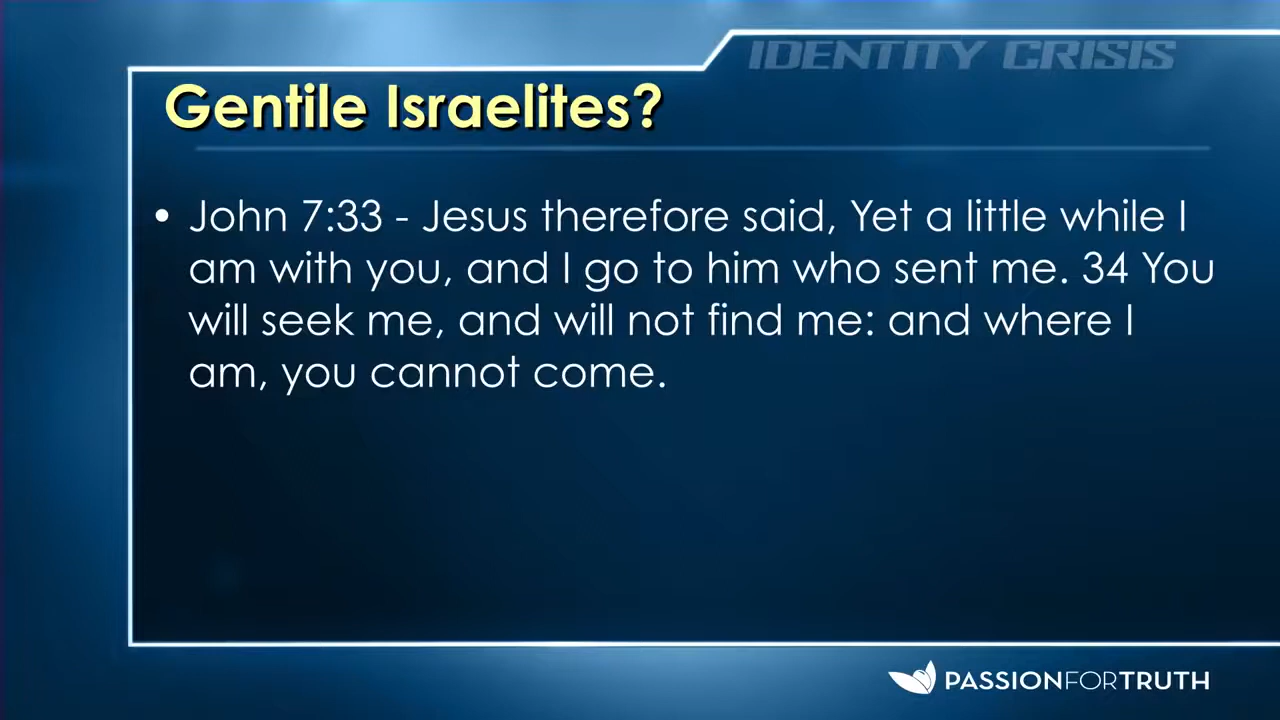 IDENTITY CRISIS
Gentile Israelites?
• John 7:33 - Jesus therefore said, Yet a little while I
am with you, and I go to him who sent me. 34 You
will seek me, and will not find me: and where I
am, you cannot come.
PASSIONFORTRUTH